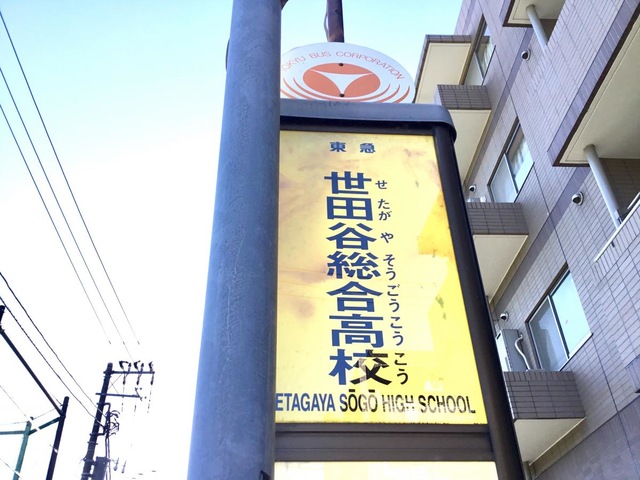 OKYU BUS CORPORATION
東急
世田谷総合高校
せ たが や そうごうこうこう
ETAGAYA SŌGŌ HIGH SCHOOL